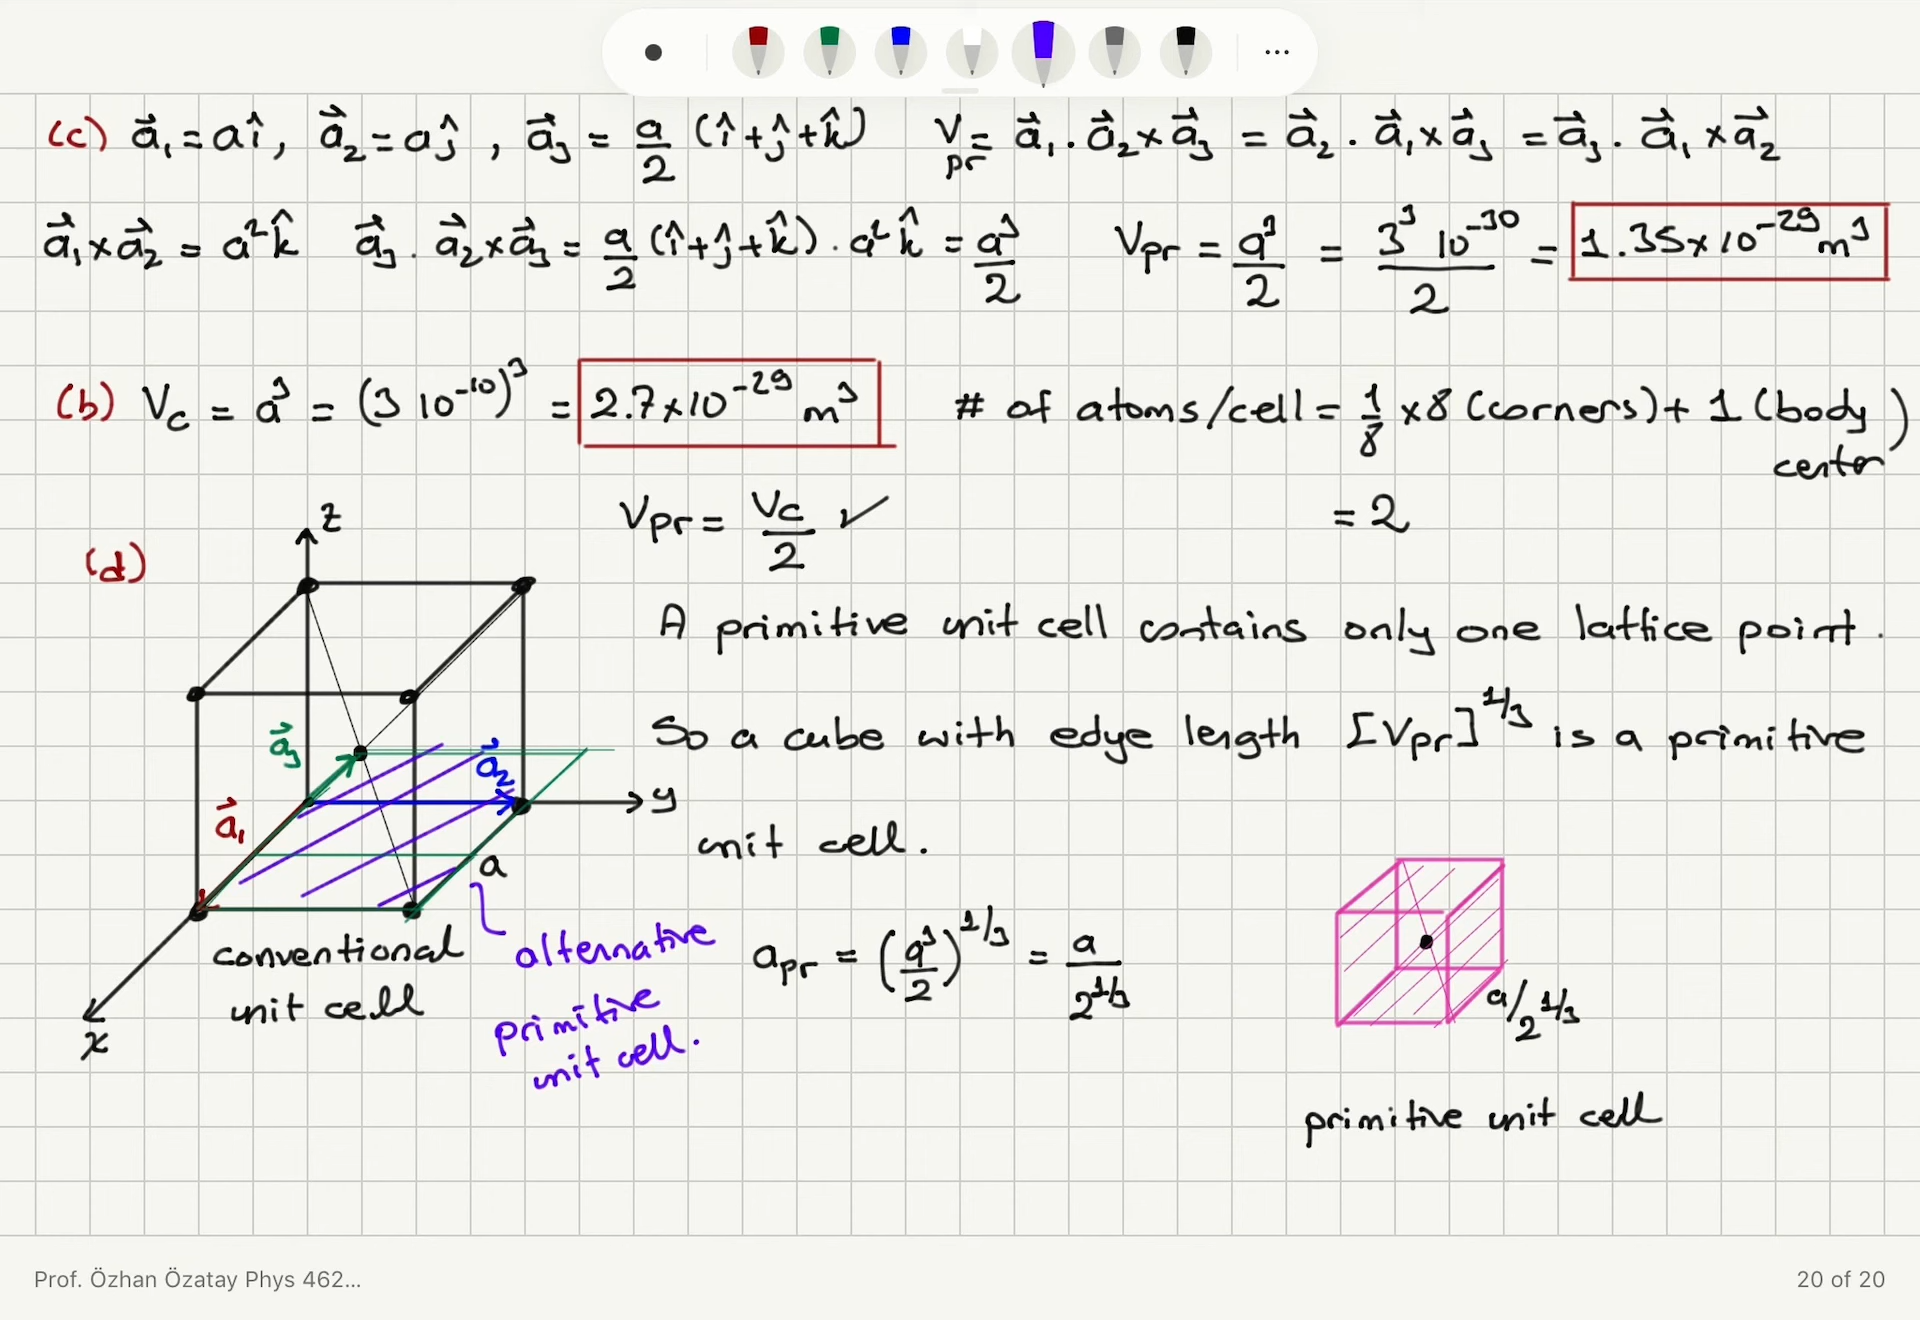 (c) a⃗₁ = aî, a⃗₂ = aĵ, a⃗₃ = a/2 (î+ĵ+k̂) V_pr = a⃗₁ . a⃗₂ × a⃗₃ = a⃗₂ . a⃗₁ × a⃗₃ = a⃗₃ . a⃗₁ × a⃗₂
a⃗₁ × a⃗₂ = a²k̂ a⃗₃ . a⃗₂ × a⃗₃ = a/2 (î+ĵ+k̂) . a²k̂ = a³/2 Vpr = a³/2 = 3³ 10⁻³⁰/2 = 1.35×10⁻²⁹ m³
(b) V_c = a³ = (3 10⁻¹⁰)³ = 2.7×10⁻²⁹ m³ # of atoms/cell = 1/8 ×8 (corners) + 1 (body center)
Vpr = Vc/2 ✓ = 2
(d)
z
A primitive unit cell contains only one lattice point.
So a cube with edge length [Vpr]^1/3 is a primitive
unit cell.
a⃗₃
a⃗₂
y
a⃗₁
a
x
conventional
unit cell
alternative
primitive
unit cell.
a_pr = (a³/2)^1/3 = a/2^1/3
a/2^1/3
primitive unit cell
Prof. Özhan Özatay Phys 462...
20 of 20